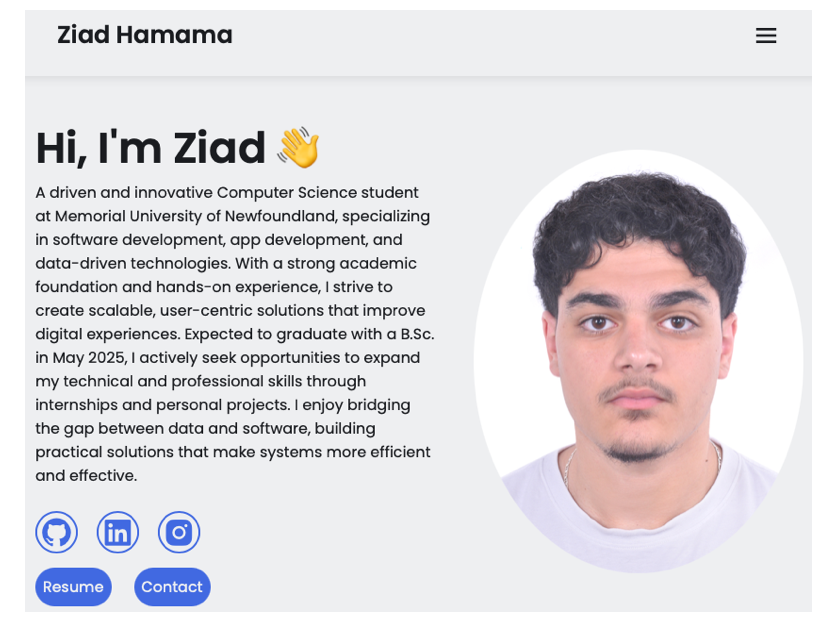 Ziad Hamama
Hi, I'm Ziad 👋
A driven and innovative Computer Science student
at Memorial University of Newfoundland, specializing
in software development, app development, and
data-driven technologies. With a strong academic
foundation and hands-on experience, I strive to
create scalable, user-centric solutions that improve
digital experiences. Expected to graduate with a B.Sc.
in May 2025, I actively seek opportunities to expand
my technical and professional skills through
internships and personal projects. I enjoy bridging
the gap between data and software, building
practical solutions that make systems more efficient
and effective.
in
Resume Contact